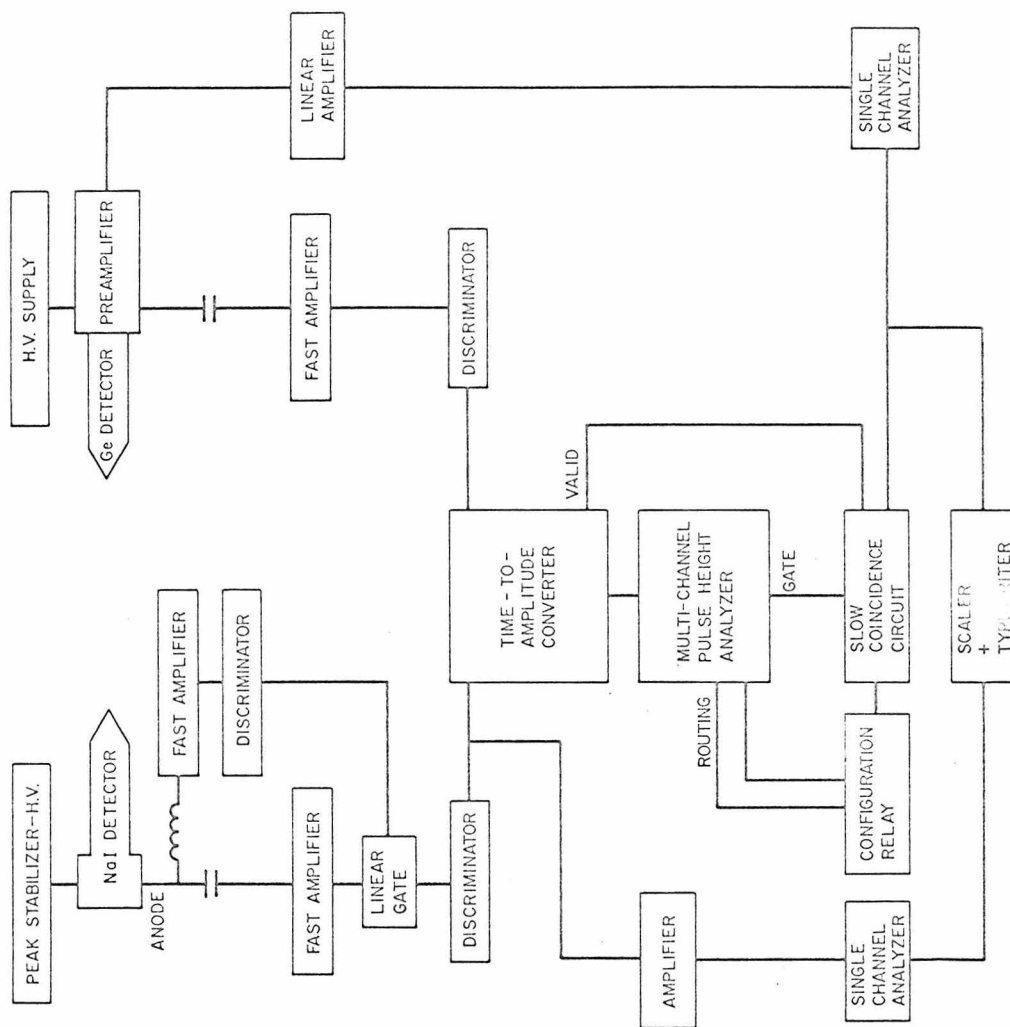 PEAK STABILIZER-H.V.
NaI DETECTOR
ANODE
FAST AMPLIFIER
DISCRIMINATOR
FAST AMPLIFIER
LINEAR
GATE
DISCRIMINATOR
AMPLIFIER
SINGLE
CHANNEL
ANALYZER
H.V. SUPPLY
Ge DETECTOR
PREAMPLIFIER
LINEAR
AMPLIFIER
FAST AMPLIFIER
DISCRIMINATOR
TIME-TO-
AMPLITUDE
CONVERTER
VALID
MULTI-CHANNEL
PULSE HEIGHT
ANALYZER
ROUTING
GATE
CONFIGURATION
RELAY
SLOW
COINCIDENCE
CIRCUIT
SINGLE
CHANNEL
ANALYZER
SCALER
+